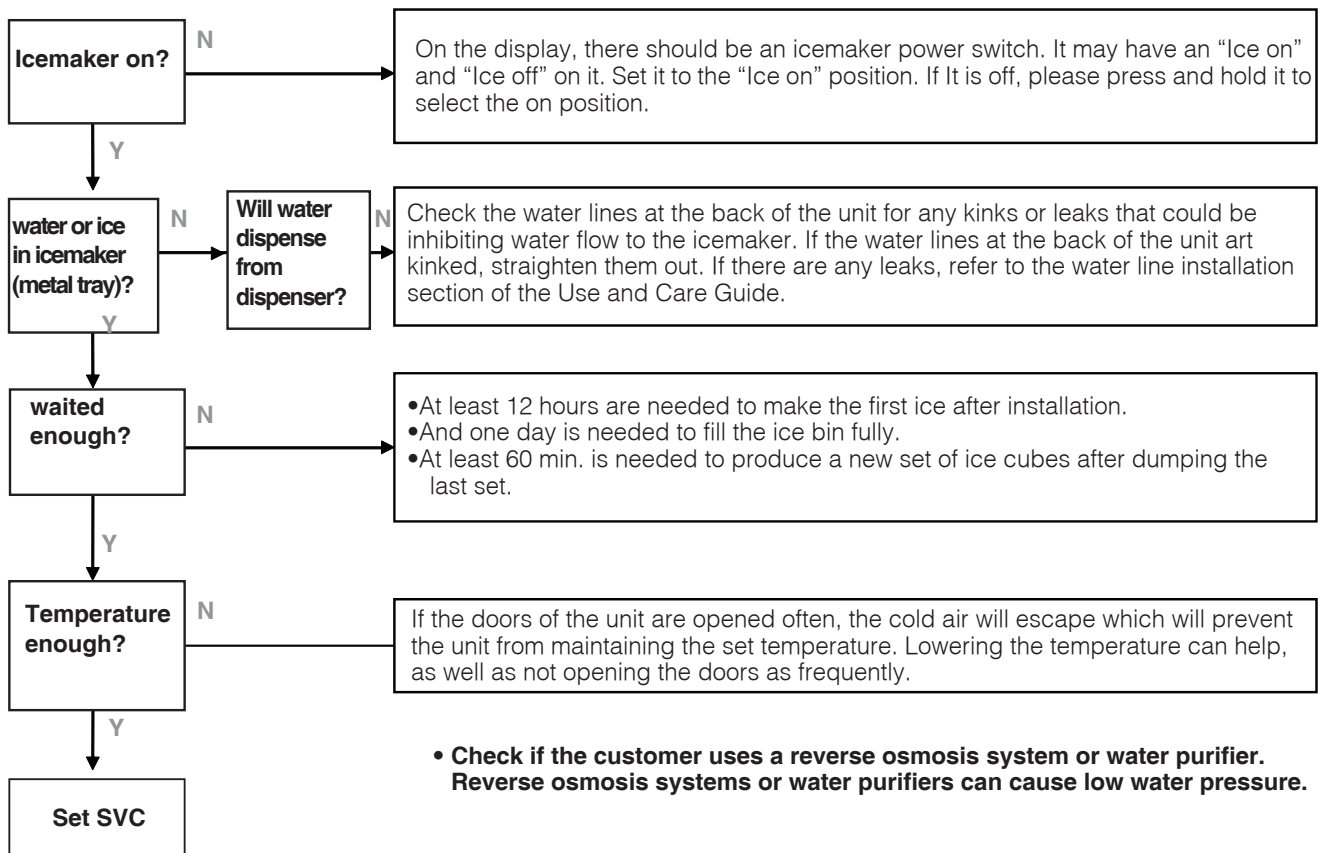 Icemaker on?
N
On the display, there should be an icemaker power switch. It may have an “Ice on”
and “Ice off” on it. Set it to the “Ice on” position. If It is off, please press and hold it to
select the on position.
Y
water or ice
in icemaker
(metal tray)?
N
Will water
dispense
from
dispenser?
N
Check the water lines at the back of the unit for any kinks or leaks that could be
inhibiting water flow to the icemaker. If the water lines at the back of the unit art
kinked, straighten them out. If there are any leaks, refer to the water line installation
section of the Use and Care Guide.
Y
waited
enough?
N
•At least 12 hours are needed to make the first ice after installation.
•And one day is needed to fill the ice bin fully.
•At least 60 min. is needed to produce a new set of ice cubes after dumping the
last set.
Y
Temperature
enough?
N
If the doors of the unit are opened often, the cold air will escape which will prevent
the unit from maintaining the set temperature. Lowering the temperature can help,
as well as not opening the doors as frequently.
Y
• Check if the customer uses a reverse osmosis system or water purifier.
Reverse osmosis systems or water purifiers can cause low water pressure.
Set SVC